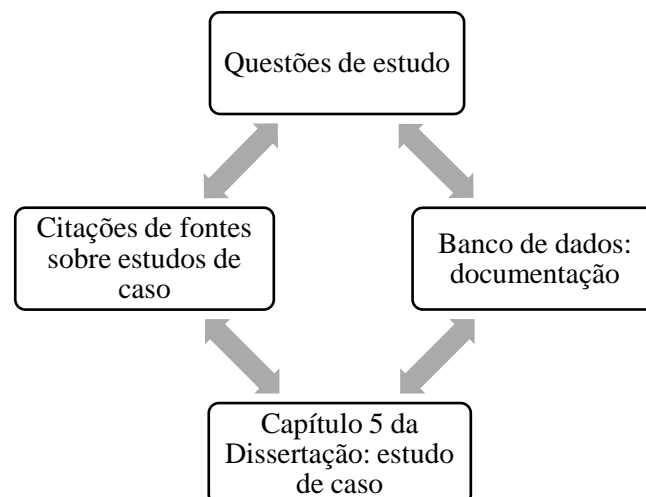 Questões de estudo
Citações de fontes
sobre estudos de
caso
Banco de dados:
documentação
Capítulo 5 da
Dissertação: estudo
de caso